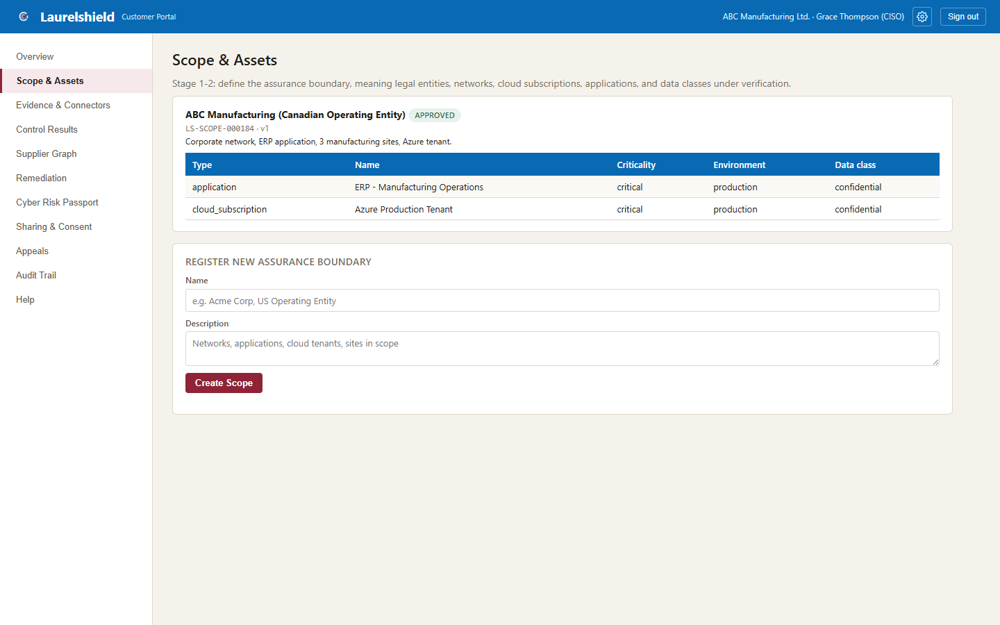 Laurelshield Customer Portal
ABC Manufacturing Ltd. · Grace Thompson (CISO) Sign out
Overview
Scope & Assets
Evidence & Connectors
Control Results
Supplier Graph
Remediation
Cyber Risk Passport
Sharing & Consent
Appeals
Audit Trail
Help
Scope & Assets
Stage 1-2: define the assurance boundary, meaning legal entities, networks, cloud subscriptions, applications, and data classes under verification.
ABC Manufacturing (Canadian Operating Entity) APPROVED
LS-SCOPE-000184 · v1
Corporate network, ERP application, 3 manufacturing sites, Azure tenant.
Type Name Criticality Environment Data class
application ERP - Manufacturing Operations critical production confidential
cloud_subscription Azure Production Tenant critical production confidential
REGISTER NEW ASSURANCE BOUNDARY
Name
e.g. Acme Corp, US Operating Entity
Description
Networks, applications, cloud tenants, sites in scope
Create Scope